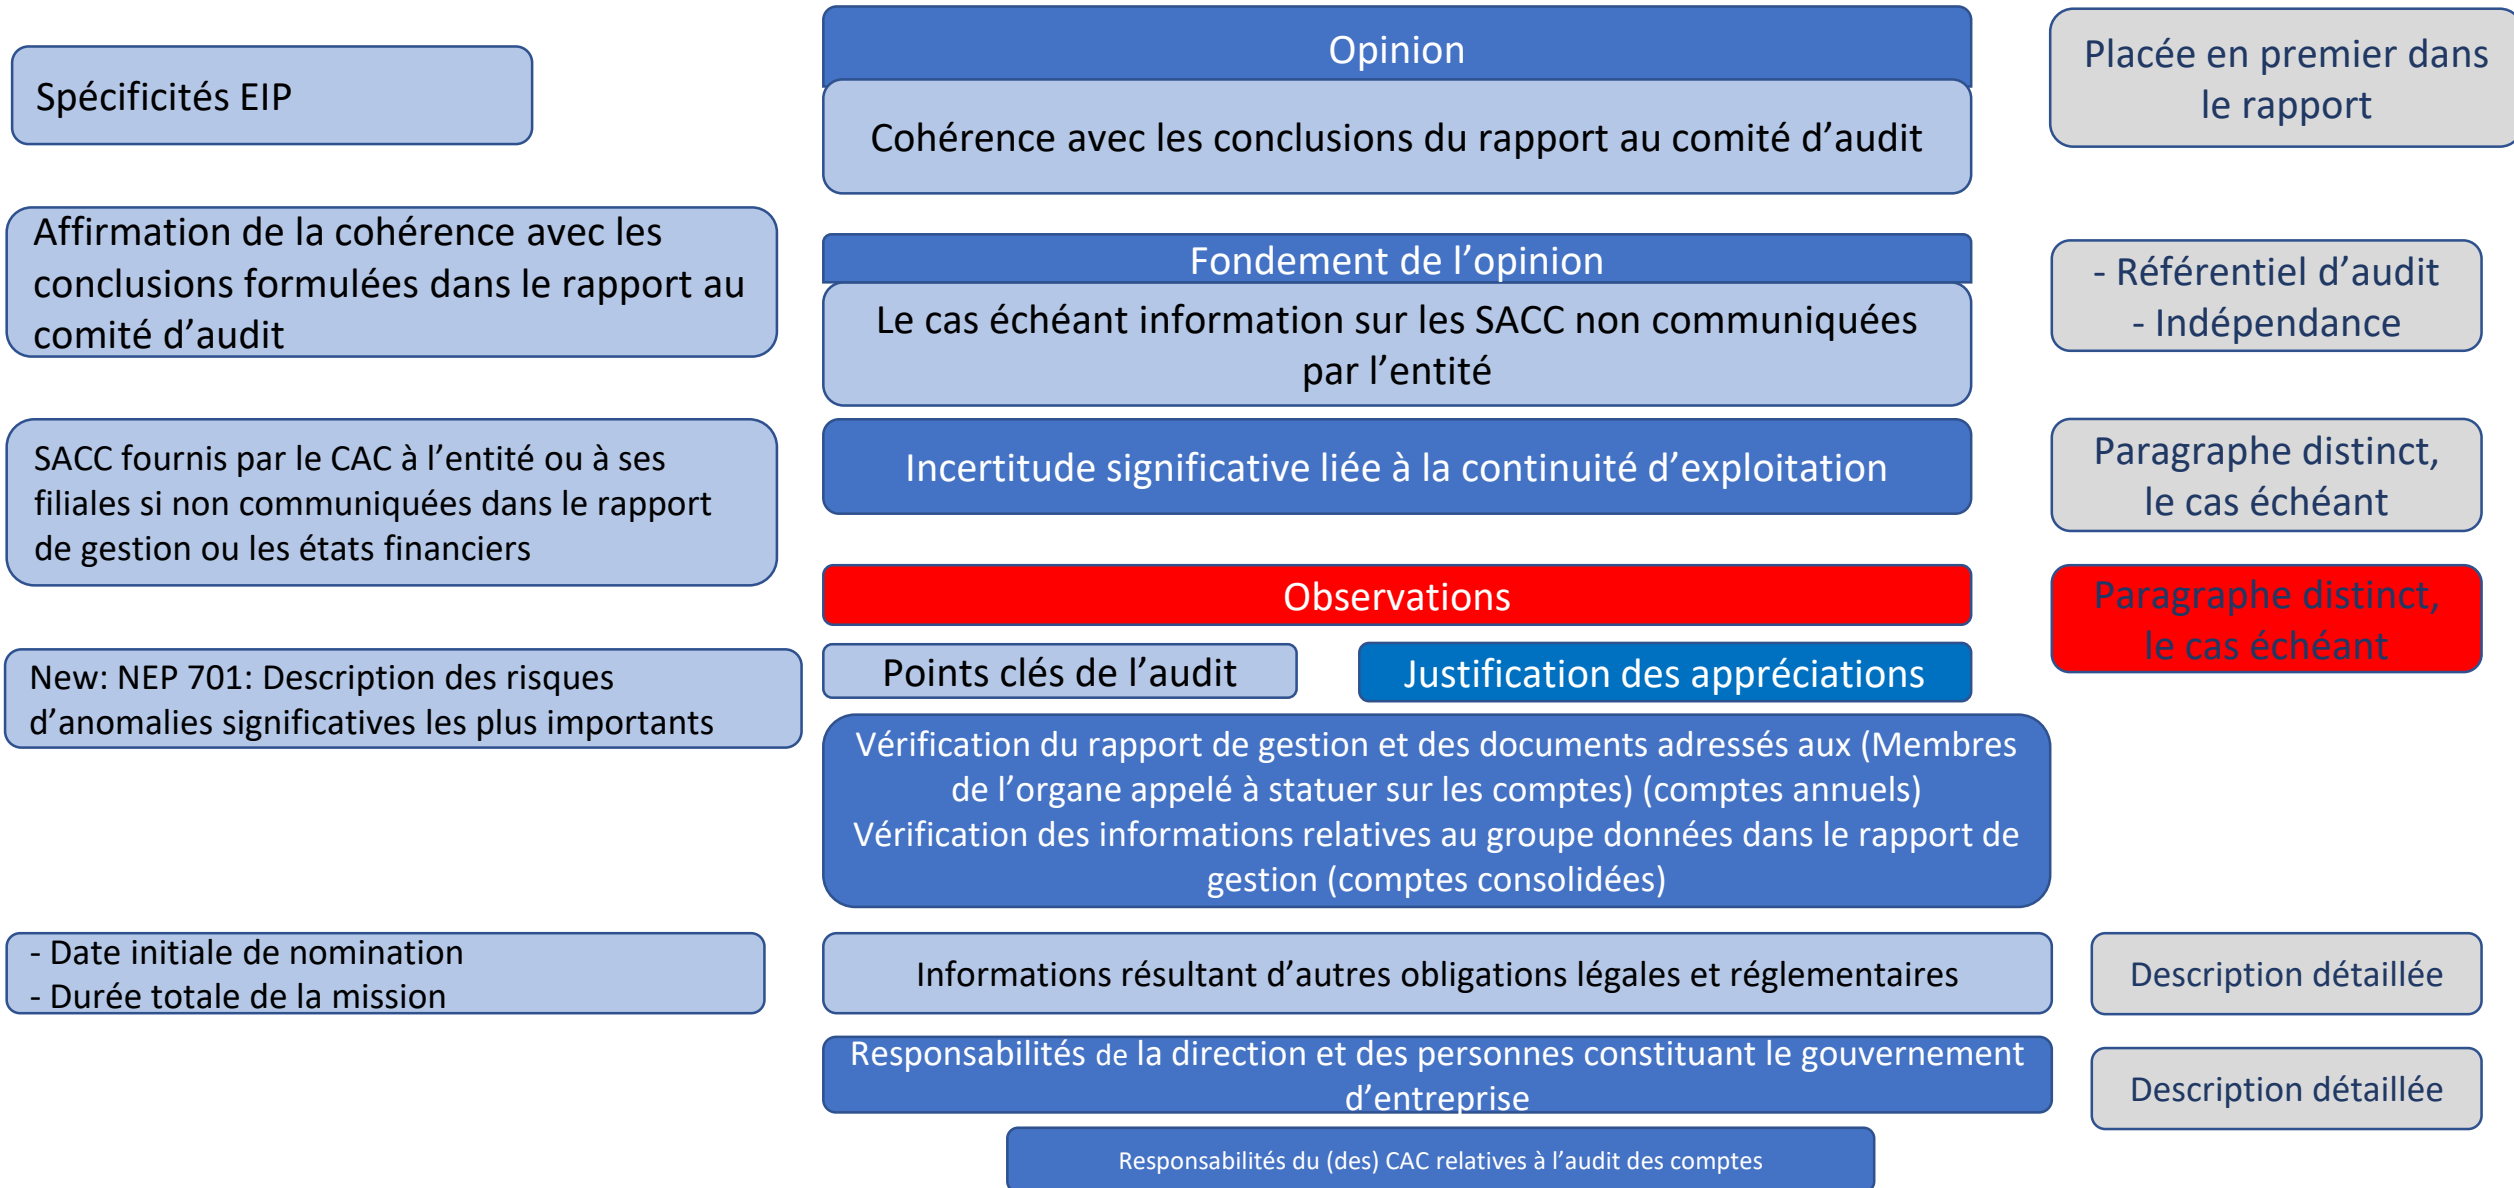 Opinion
Placée en premier dans
le rapport
Spécificités EIP
Cohérence avec les conclusions du rapport au comité d’audit
Affirmation de la cohérence avec les
conclusions formulées dans le rapport au
comité d’audit
Fondement de l’opinion
Le cas échéant information sur les SACC non communiquées
par l’entité
- Référentiel d’audit
- Indépendance
SACC fournis par le CAC à l’entité ou à ses
filiales si non communiquées dans le rapport
de gestion ou les états financiers
Incertitude significative liée à la continuité d’exploitation
Paragraphe distinct,
le cas échéant
Observations
Paragraphe distinct,
le cas échéant
New: NEP 701: Description des risques
d’anomalies significatives les plus importants
Points clés de l’audit
Justification des appréciations
Vérification du rapport de gestion et des documents adressés aux (Membres
de l’organe appelé à statuer sur les comptes) (comptes annuels)
Vérification des informations relatives au groupe données dans le rapport de
gestion (comptes consolidées)
- Date initiale de nomination
- Durée totale de la mission
Informations résultant d’autres obligations légales et réglementaires
Description détaillée
Responsabilités de la direction et des personnes constituant le gouvernement
d’entreprise
Description détaillée
Responsabilités du (des) CAC relatives à l’audit des comptes